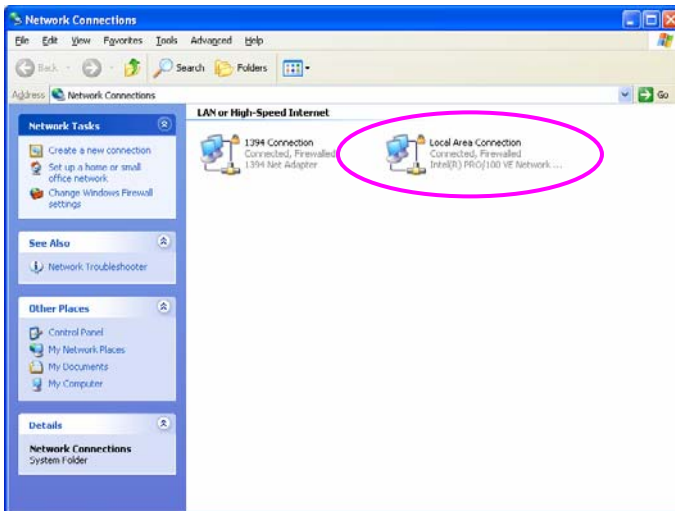 Network Connections
File Edit View Favorites Tools Advanced Help
Back Search Folders
Address Network Connections Go
Network Tasks
Create a new connection
Set up a home or small
office network
Change Windows Firewall
settings
See Also
Network Troubleshooter
Other Places
Control Panel
My Network Places
My Documents
My Computer
Details
Network Connections
System Folder
LAN or High-Speed Internet
1394 Connection
Connected, Firewalled
1394 Net Adapter
Local Area Connection
Connected, Firewalled
Intel(R) PRO/100 VE Network ...